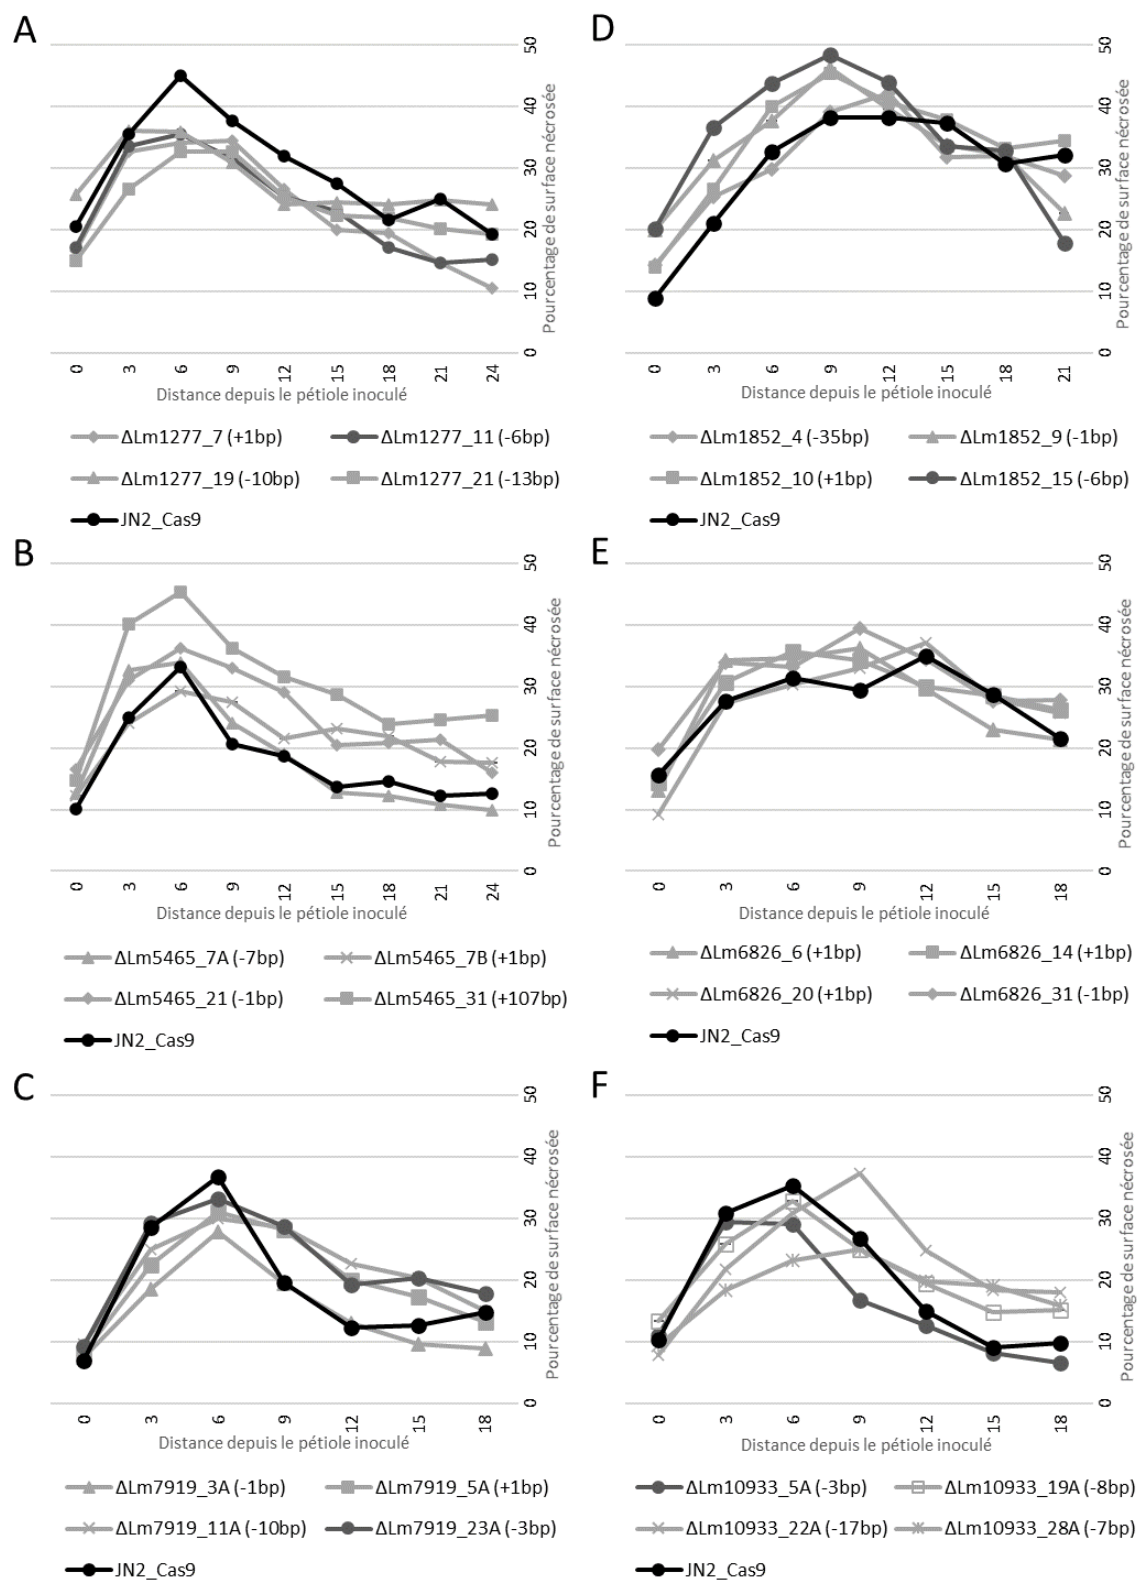 A
50
40
30
20
10
0
Pourcentage de surface nécrosée
0 3 6 9 12 15 18 21 24
Distance depuis le pétiole inoculé
ΔLm1277_7 (+1bp) ΔLm1277_11 (-6bp)
ΔLm1277_19 (-10bp) ΔLm1277_21 (-13bp)
JN2_Cas9
B
50
40
30
20
10
0
Pourcentage de surface nécrosée
0 3 6 9 12 15 18 21 24
Distance depuis le pétiole inoculé
ΔLm5465_7A (-7bp) ΔLm5465_7B (+1bp)
ΔLm5465_21 (-1bp) ΔLm5465_31 (+107bp)
JN2_Cas9
C
50
40
30
20
10
0
Pourcentage de surface nécrosée
0 3 6 9 12 15 18
Distance depuis le pétiole inoculé
ΔLm7919_3A (-1bp) ΔLm7919_5A (+1bp)
ΔLm7919_11A (-10bp) ΔLm7919_23A (-3bp)
JN2_Cas9
D
50
40
30
20
10
0
Pourcentage de surface nécrosée
0 3 6 9 12 15 18 21
Distance depuis le pétiole inoculé
ΔLm1852_4 (-35bp) ΔLm1852_9 (-1bp)
ΔLm1852_10 (+1bp) ΔLm1852_15 (-6bp)
JN2_Cas9
E
50
40
30
20
10
0
Pourcentage de surface nécrosée
0 3 6 9 12 15 18
Distance depuis le pétiole inoculé
ΔLm6826_6 (+1bp) ΔLm6826_14 (+1bp)
ΔLm6826_20 (+1bp) ΔLm6826_31 (-1bp)
JN2_Cas9
F
50
40
30
20
10
0
Pourcentage de surface nécrosée
0 3 6 9 12 15 18
Distance depuis le pétiole inoculé
ΔLm10933_5A (-3bp) ΔLm10933_19A (-8bp)
ΔLm10933_22A (-17bp) ΔLm10933_28A (-7bp)
JN2_Cas9